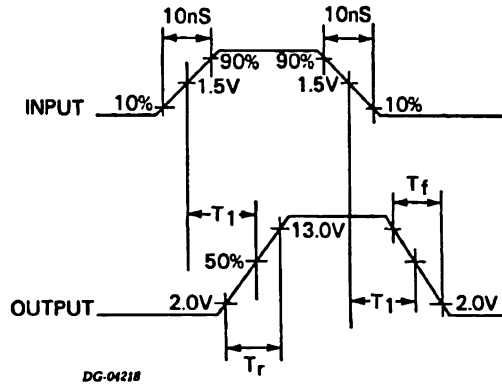 10nS 10nS
90% 90%
1.5V 1.5V
INPUT 10% 10%
T1 Tf
13.0V
50%
T1
OUTPUT 2.0V 2.0V
Tr
DG-04218